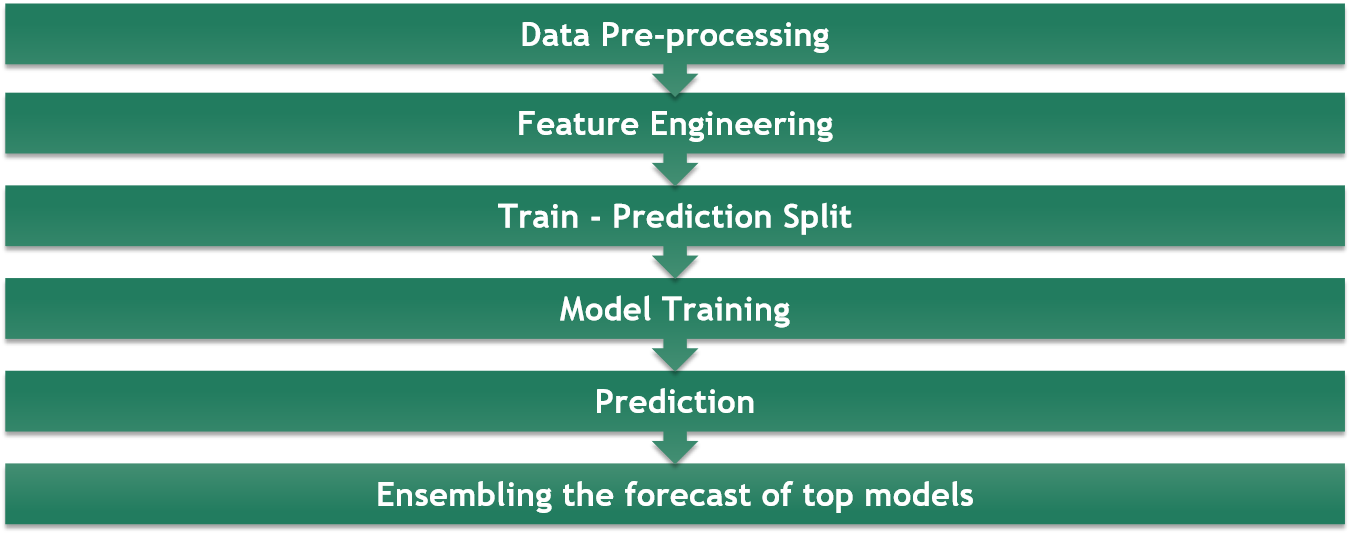 Data Pre-processing
Feature Engineering
Train - Prediction Split
Model Training
Prediction
Ensembling the forecast of top models